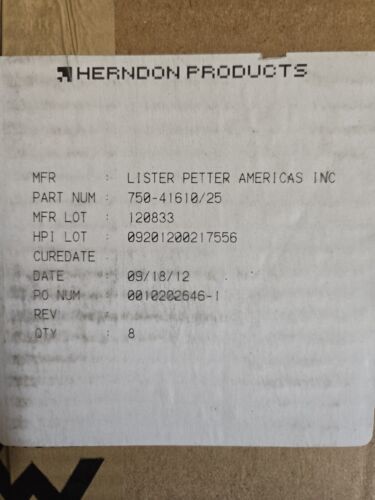 HERNDON PRODUCTS
MFR : LISTER PETTER AMERICAS INC
PART NUM : 750-41610/25
MFR LOT : 120833
HPI LOT : 09201200217556
CUREDATE :
DATE : 09/18/12
PO NUM : 0010202646-1
REV :
QTY : 8